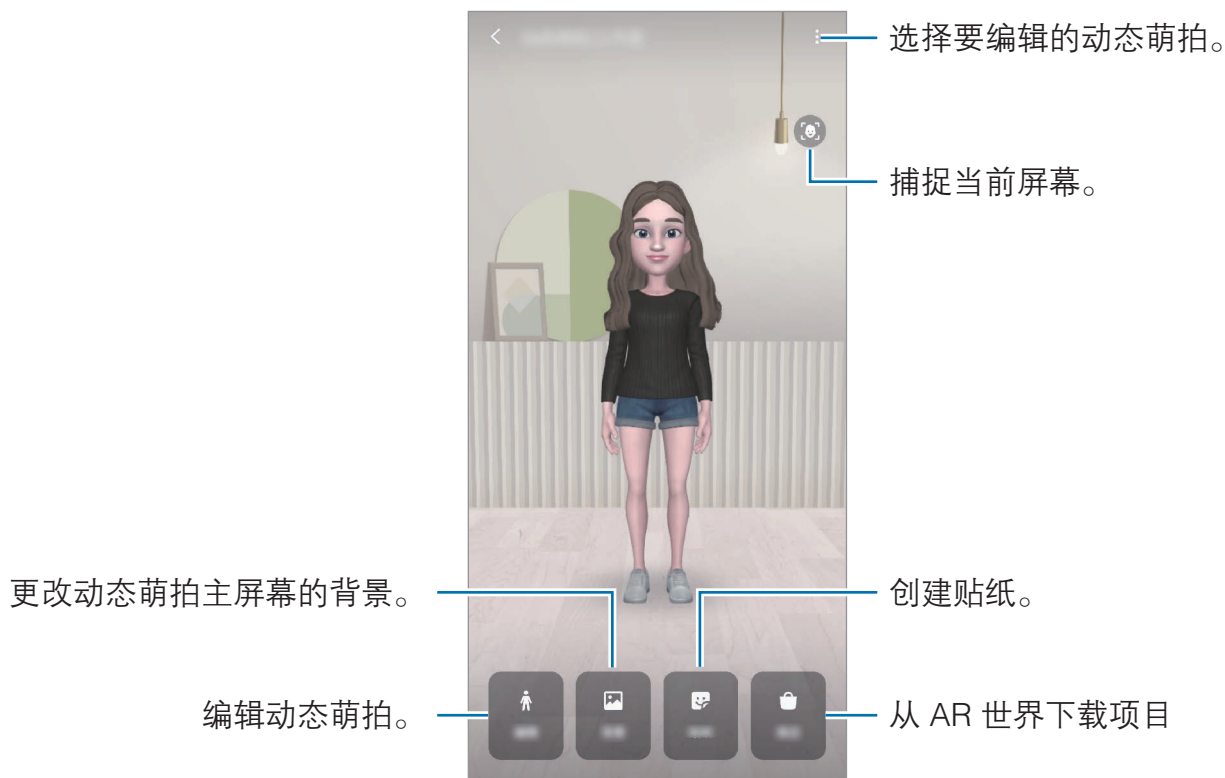 选择要编辑的动态萌拍。
捕捉当前屏幕。
更改动态萌拍主屏幕的背景。
创建贴纸。
编辑动态萌拍。
从 AR 世界下载项目